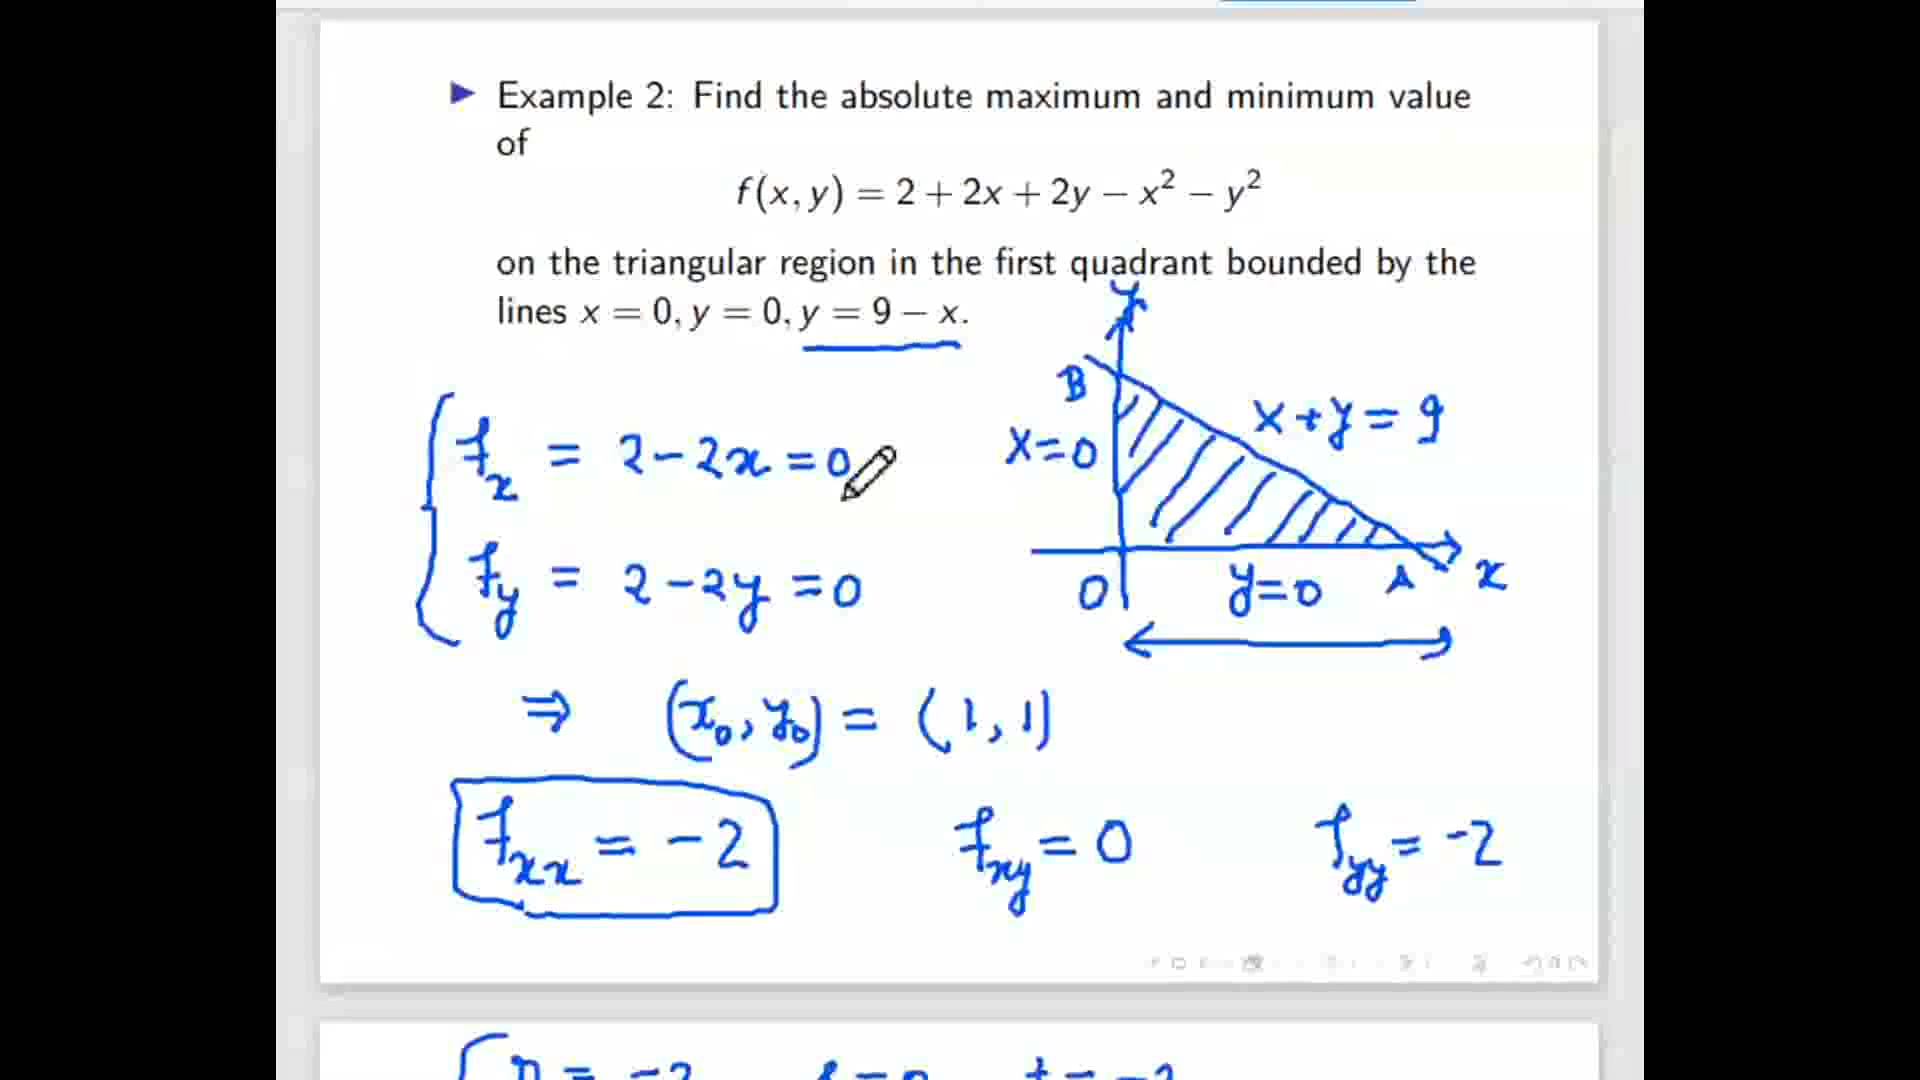 ▶ Example 2: Find the absolute maximum and minimum value
of
f(x, y) = 2 + 2x + 2y − x² − y²
on the triangular region in the first quadrant bounded by the
lines x = 0, y = 0, y = 9 − x.
y
B
x + y = 9
x = 0
f_x = 2 − 2x = 0
f_y = 2 − 2y = 0
O
y = 0
A
x
⇒ (x₀, y₀) = (1, 1)
f_xx = −2 f_xy = 0 f_yy = −2